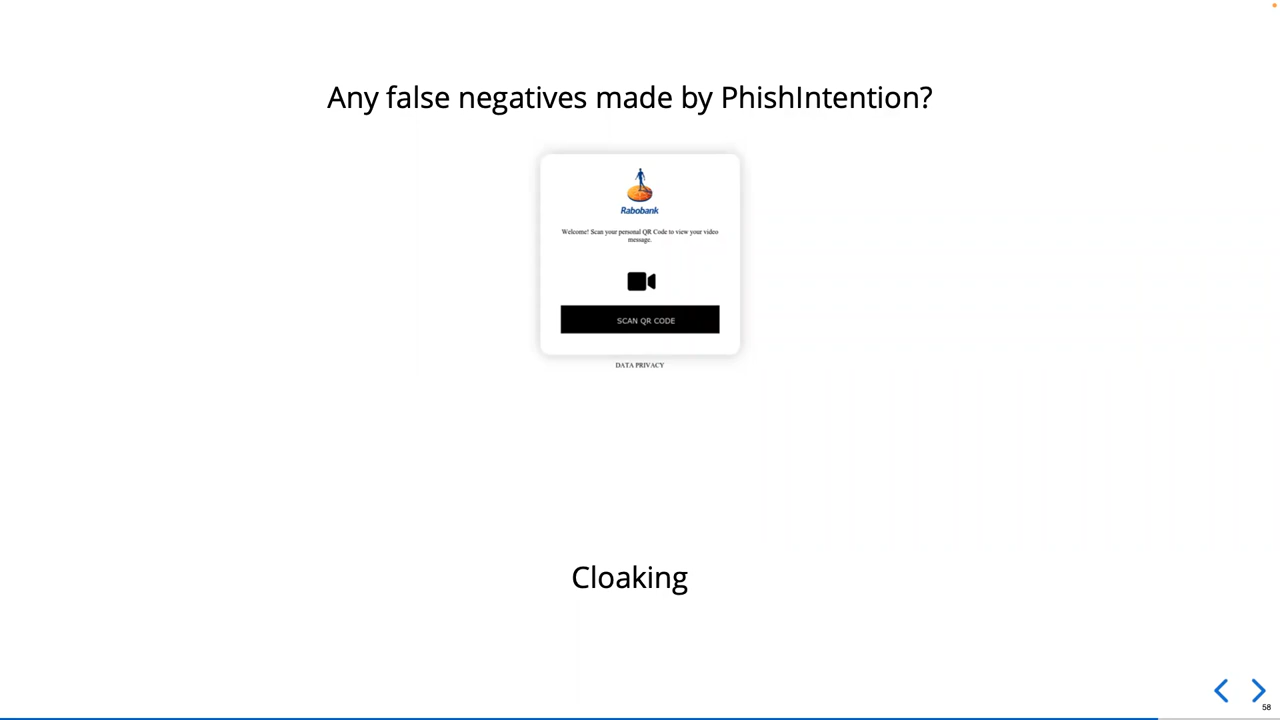 Any false negatives made by PhishIntention?
Rabobank
Welcome! Scan your personal QR Code to view your video
message.
SCAN QR CODE
DATA PRIVACY
Cloaking
58